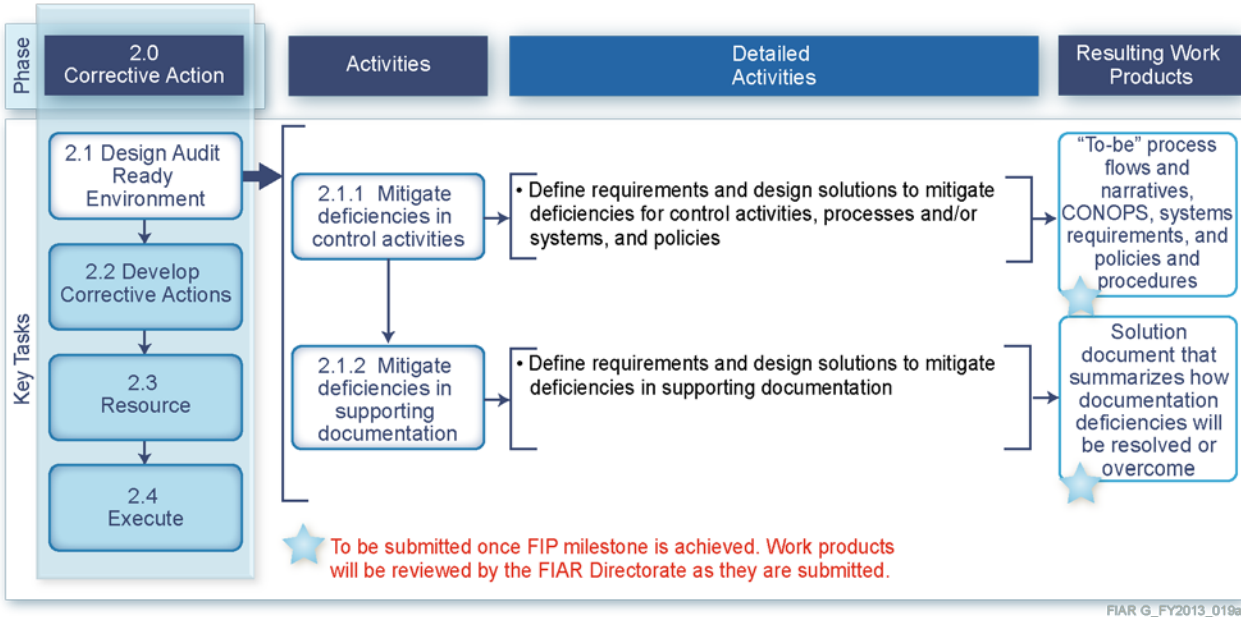 Phase
2.0
Corrective Action
Activities
Detailed
Activities
Resulting Work
Products
Key Tasks
2.1 Design Audit
Ready
Environment
2.2 Develop
Corrective Actions
2.3
Resource
2.4
Execute
2.1.1 Mitigate
deficiencies in
control activities
• Define requirements and design solutions to mitigate
deficiencies for control activities, processes and/or
systems, and policies
“To-be” process
flows and
narratives,
CONOPS, systems
requirements, and
policies and
procedures
2.1.2 Mitigate
deficiencies in
supporting
documentation
• Define requirements and design solutions to mitigate
deficiencies in supporting documentation
Solution
document that
summarizes how
documentation
deficiencies will
be resolved or
overcome
To be submitted once FIP milestone is achieved. Work products
will be reviewed by the FIAR Directorate as they are submitted.
FIAR G_FY2013_019a